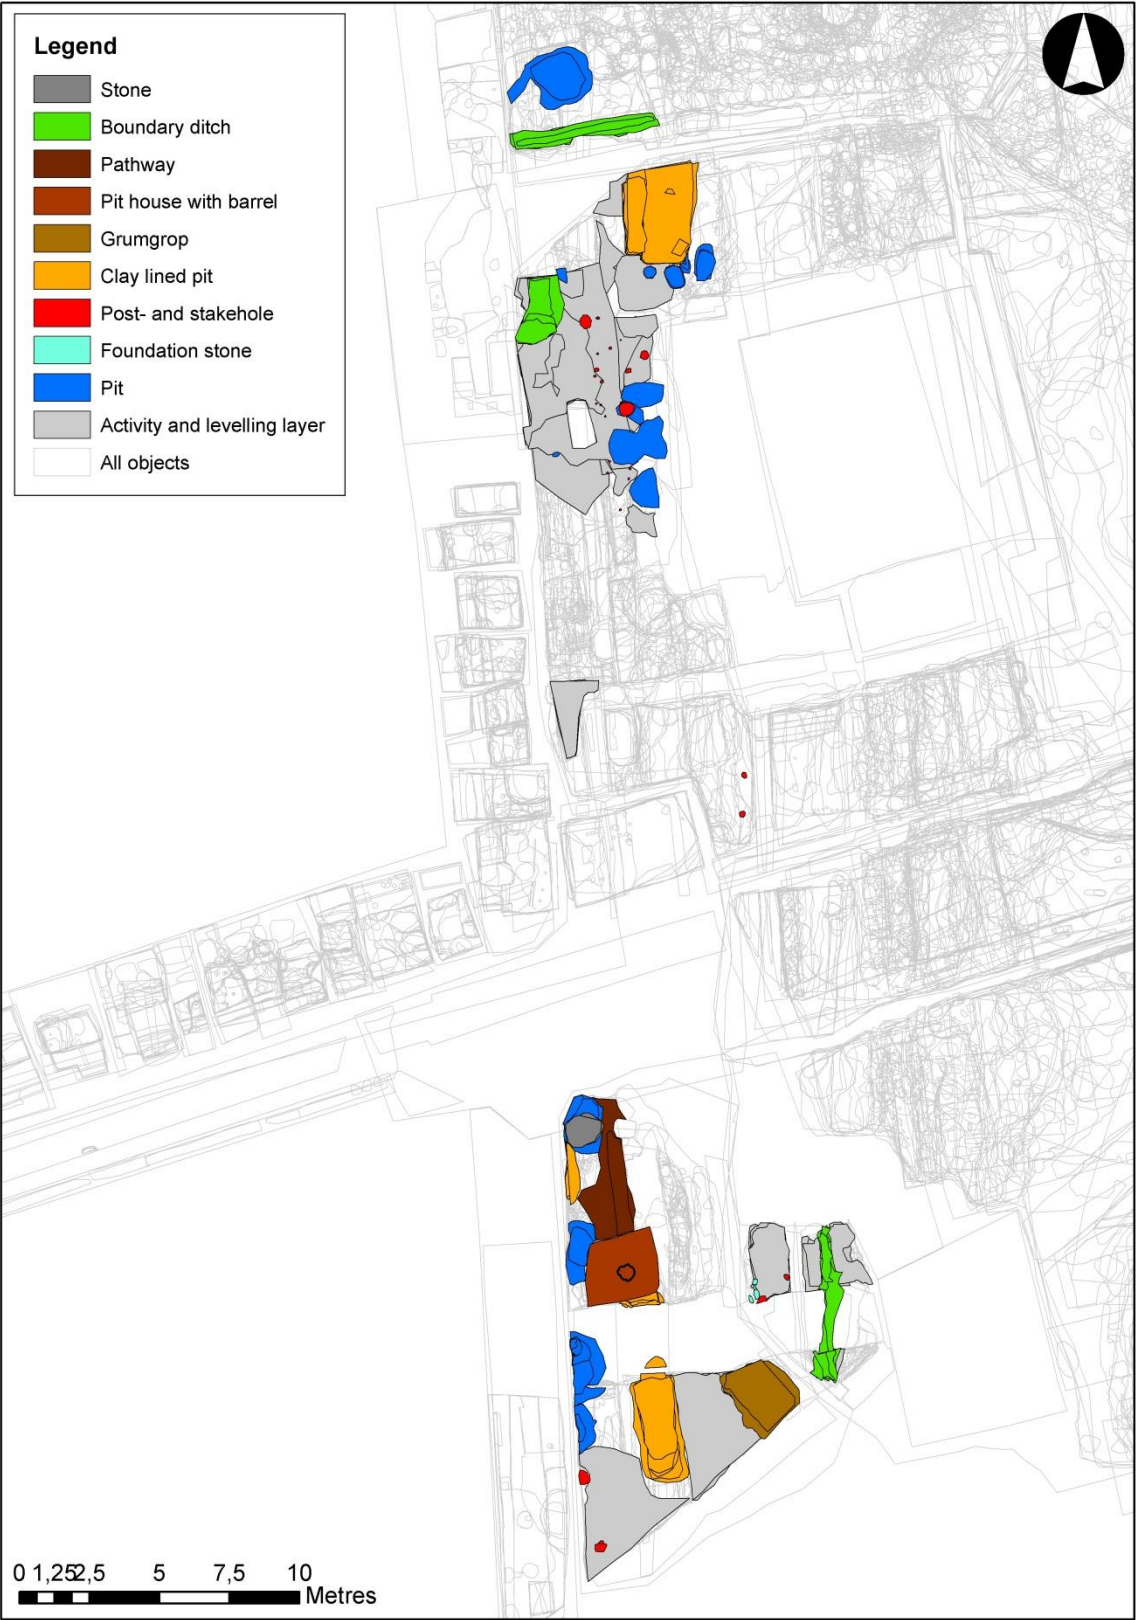 Legend
Stone
Boundary ditch
Pathway
Pit house with barrel
Grumgrop
Clay lined pit
Post- and stakehole
Foundation stone
Pit
Activity and levelling layer
All objects
0 1,25 2,5 5 7,5 10
Metres